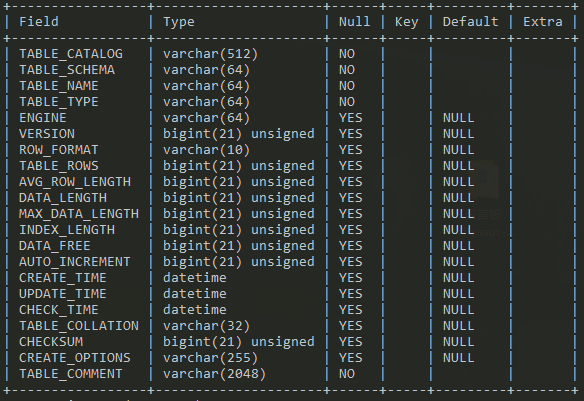 +-----------------+---------------------+------+-----+---------+-------+
| Field           | Type                | Null | Key | Default | Extra |
+-----------------+---------------------+------+-----+---------+-------+
| TABLE_CATALOG   | varchar(512)        | NO   |     |         |       |
| TABLE_SCHEMA    | varchar(64)         | NO   |     |         |       |
| TABLE_NAME      | varchar(64)         | NO   |     |         |       |
| TABLE_TYPE      | varchar(64)         | NO   |     |         |       |
| ENGINE          | varchar(64)         | YES  |     | NULL    |       |
| VERSION         | bigint(21) unsigned | YES  |     | NULL    |       |
| ROW_FORMAT      | varchar(10)         | YES  |     | NULL    |       |
| TABLE_ROWS      | bigint(21) unsigned | YES  |     | NULL    |       |
| AVG_ROW_LENGTH  | bigint(21) unsigned | YES  |     | NULL    |       |
| DATA_LENGTH     | bigint(21) unsigned | YES  |     | NULL    |       |
| MAX_DATA_LENGTH | bigint(21) unsigned | YES  |     | NULL    |       |
| INDEX_LENGTH    | bigint(21) unsigned | YES  |     | NULL    |       |
| DATA_FREE       | bigint(21) unsigned | YES  |     | NULL    |       |
| AUTO_INCREMENT  | bigint(21) unsigned | YES  |     | NULL    |       |
| CREATE_TIME     | datetime            | YES  |     | NULL    |       |
| UPDATE_TIME     | datetime            | YES  |     | NULL    |       |
| CHECK_TIME      | datetime            | YES  |     | NULL    |       |
| TABLE_COLLATION | varchar(32)         | YES  |     | NULL    |       |
| CHECKSUM        | bigint(21) unsigned | YES  |     | NULL    |       |
| CREATE_OPTIONS  | varchar(255)        | YES  |     | NULL    |       |
| TABLE_COMMENT   | varchar(2048)       | NO   |     |         |       |
+-----------------+---------------------+------+-----+---------+-------+